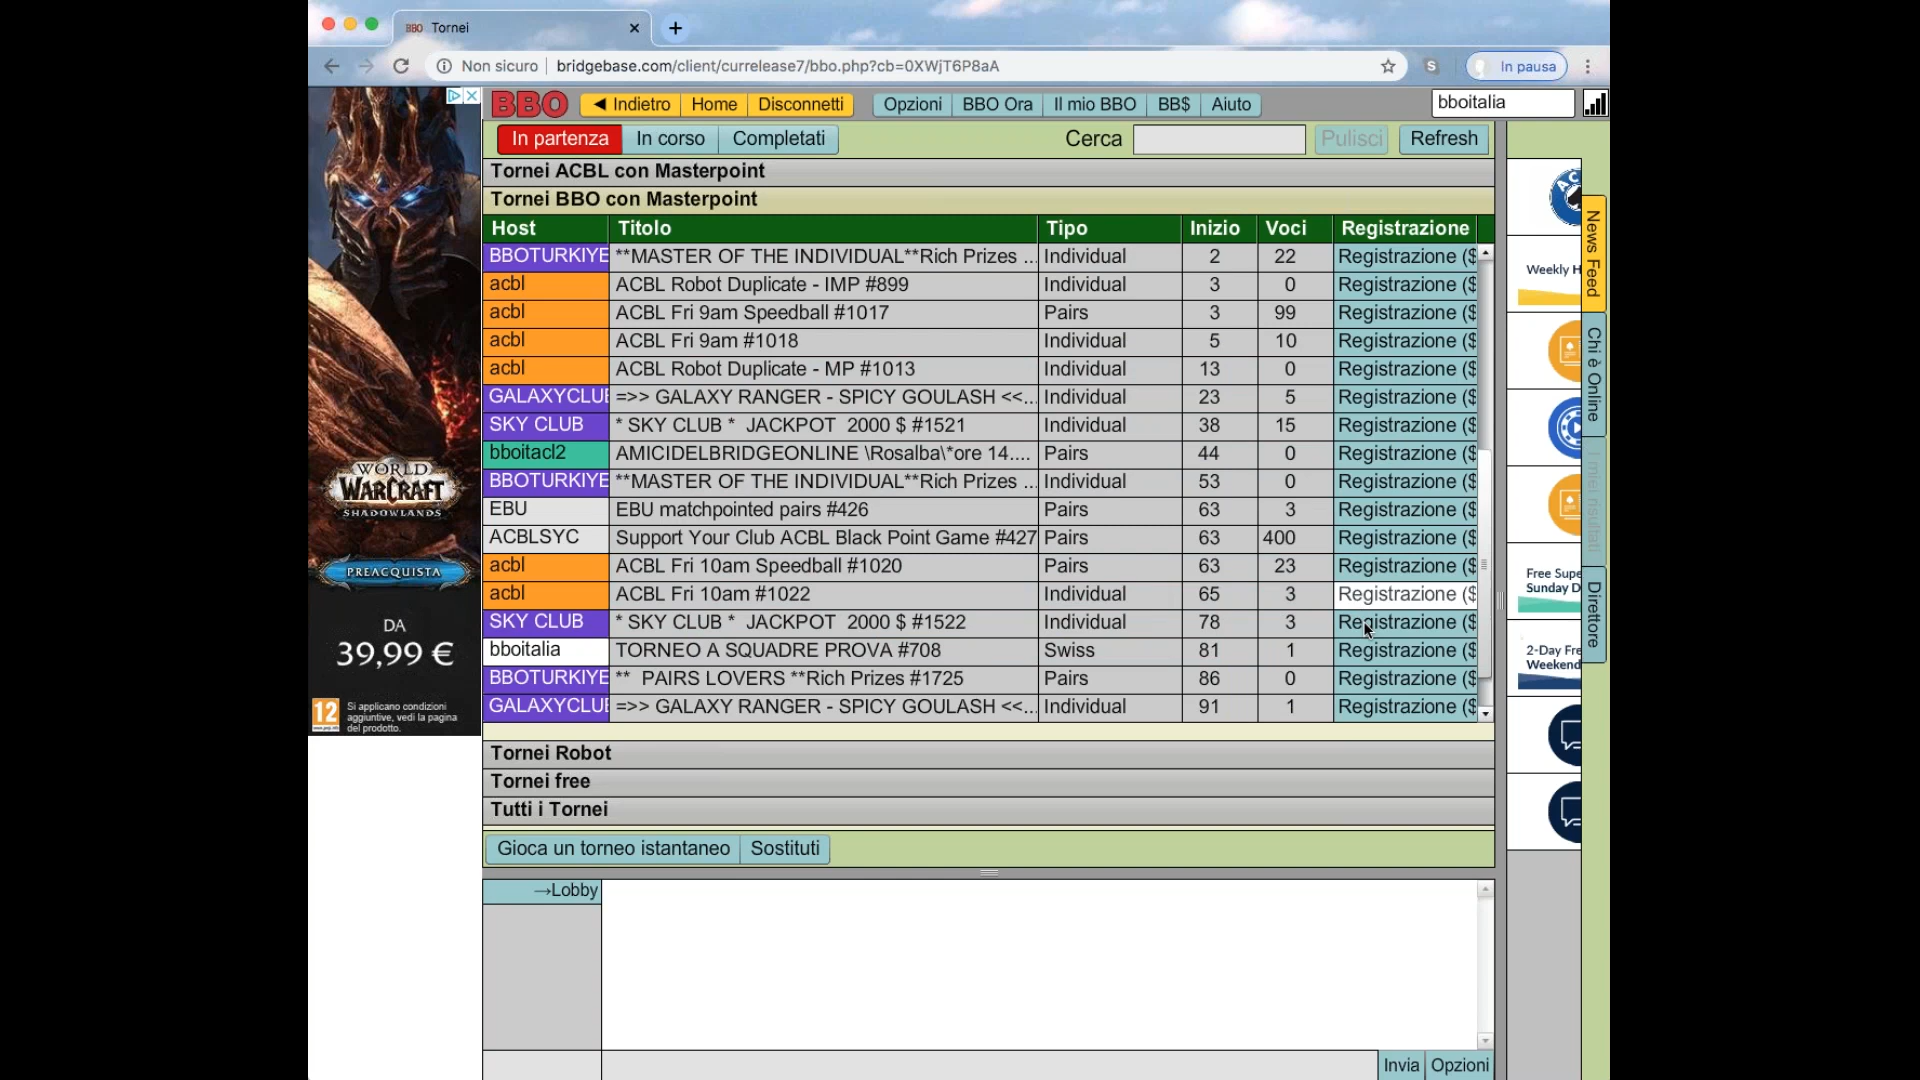 BBO Tornei
Non sicuro bridgebase.com/client/currelease7/bbo.php?cb=0XWjT6P8aA S In pausa
BBO Indietro Home Disconnetti Opzioni BBO Ora Il mio BBO BB$ Aiuto bboitalia
In partenza In corso Completati Cerca Pulisci Refresh
Tornei ACBL con Masterpoint
Tornei BBO con Masterpoint
Host Titolo Tipo Inizio Voci Registrazione
BBOTURKIYE **MASTER OF THE INDIVIDUAL**Rich Prizes ... Individual 2 22 Registrazione ($
acbl ACBL Robot Duplicate - IMP #899 Individual 3 0 Registrazione ($
acbl ACBL Fri 9am Speedball #1017 Pairs 3 99 Registrazione ($
acbl ACBL Fri 9am #1018 Individual 5 10 Registrazione ($
acbl ACBL Robot Duplicate - MP #1013 Individual 13 0 Registrazione ($
GALAXYCLUB =>> GALAXY RANGER - SPICY GOULASH <<... Individual 23 5 Registrazione ($
SKY CLUB * SKY CLUB * JACKPOT 2000 $ #1521 Individual 38 15 Registrazione ($
bboitacl2 AMICIDELBRIDGEONLINE \Rosalba\*ore 14.... Pairs 44 0 Registrazione ($
BBOTURKIYE **MASTER OF THE INDIVIDUAL**Rich Prizes ... Individual 53 0 Registrazione ($
EBU EBU matchpointed pairs #426 Pairs 63 3 Registrazione ($
ACBLSYC Support Your Club ACBL Black Point Game #427 Pairs 63 400 Registrazione ($
acbl ACBL Fri 10am Speedball #1020 Pairs 63 23 Registrazione ($
acbl ACBL Fri 10am #1022 Individual 65 3 Registrazione ($
SKY CLUB * SKY CLUB * JACKPOT 2000 $ #1522 Individual 78 3 Registrazione ($
bboitalia TORNEO A SQUADRE PROVA #708 Swiss 81 1 Registrazione ($
BBOTURKIYE ** PAIRS LOVERS **Rich Prizes #1725 Pairs 86 0 Registrazione ($
GALAXYCLUB =>> GALAXY RANGER - SPICY GOULASH <<... Individual 91 1 Registrazione ($
Tornei Robot
Tornei free
Tutti i Tornei
Gioca un torneo istantaneo Sostituti
→Lobby
Invia Opzioni
WORLD
WARCRAFT
SHADOWLANDS
PREACQUISTA
DA
39,99 €
12
Si applicano condizioni
aggiuntive, vedi la pagina
del prodotto.
Weekly H
Free Supe
Sunday D
2-Day Fre
Weekend
News Feed
Chi è Online
I miei risultati
Direttore